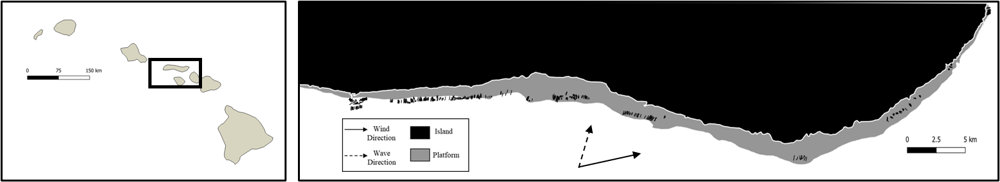 0 75 150 km
Wind
Direction
Island
Wave
Direction
Platform
0 2.5 5 km